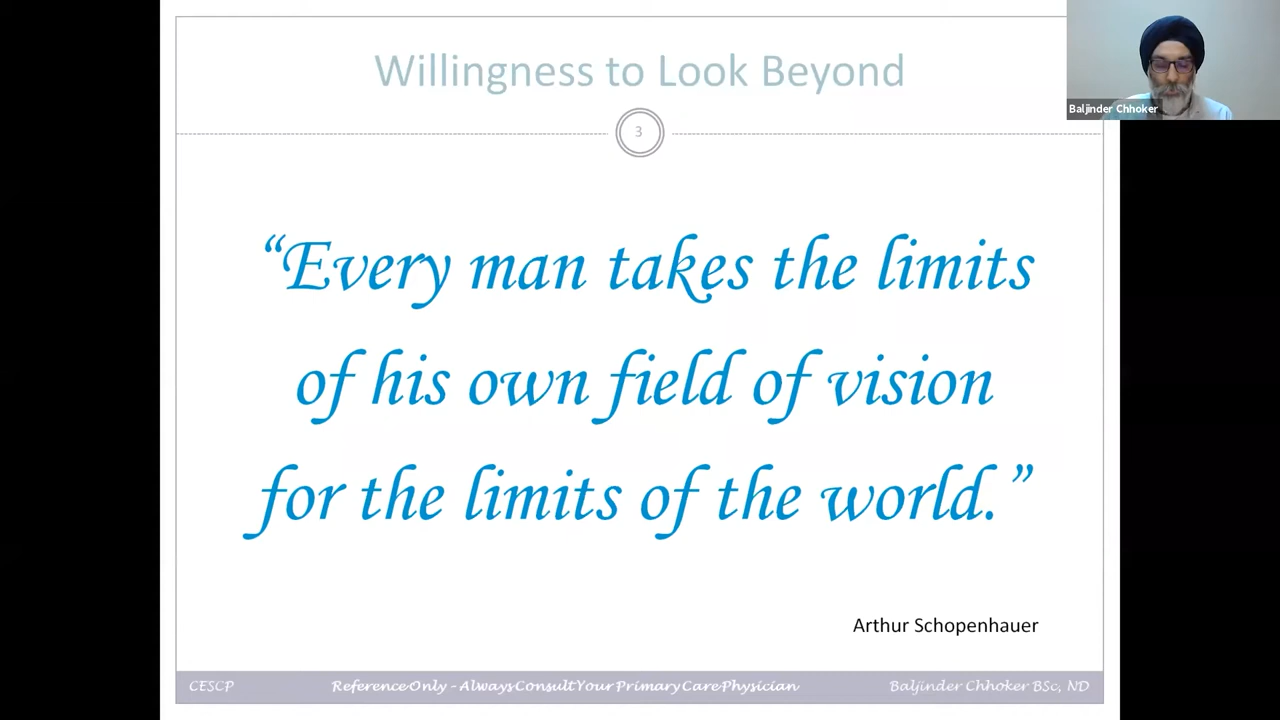 Willingness to Look Beyond
Baljinder Chhoker
3
“Every man takes the limits
of his own field of vision
for the limits of the world.”
Arthur Schopenhauer
CESCP
Reference Only – Always Consult Your Primary Care Physician
Baljinder Chhoker BSc, ND